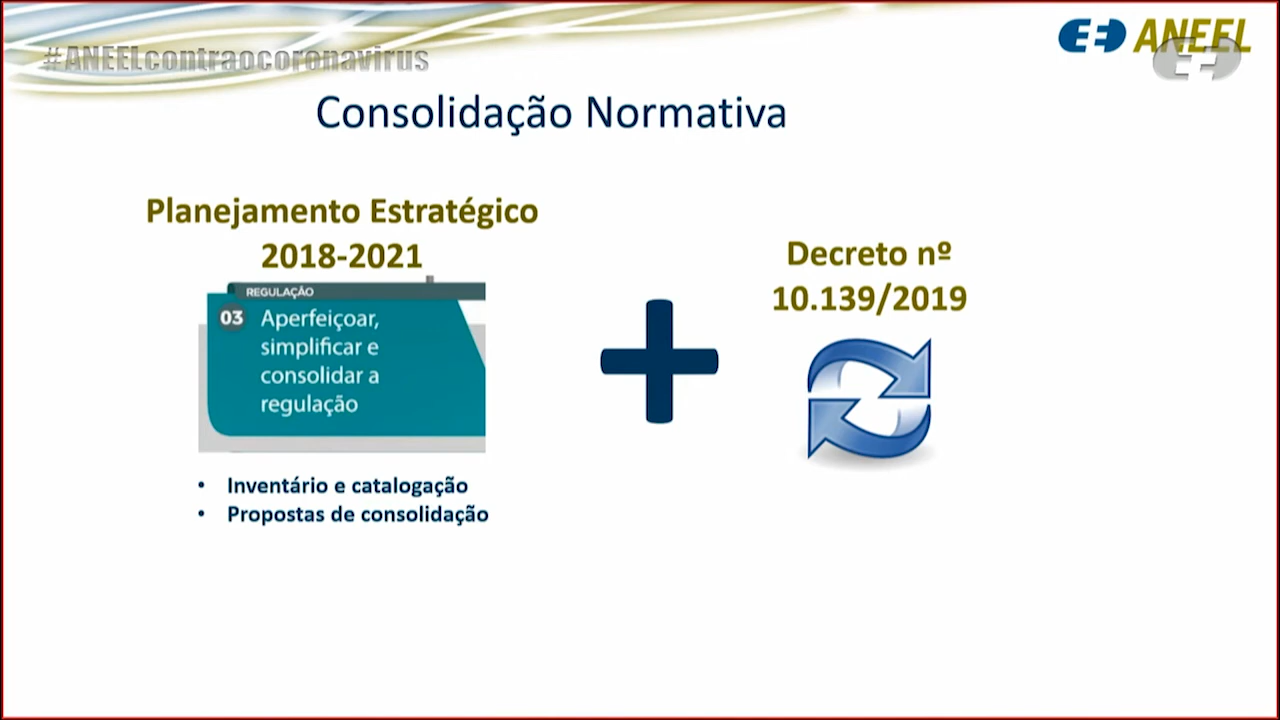 #ANEELcontraocoronavirus
ANEEL
Consolidação Normativa
Planejamento Estratégico
2018-2021
REGULAÇÃO
03 Aperfeiçoar,
simplificar e
consolidar a
regulação
• Inventário e catalogação
• Propostas de consolidação
Decreto nº
10.139/2019